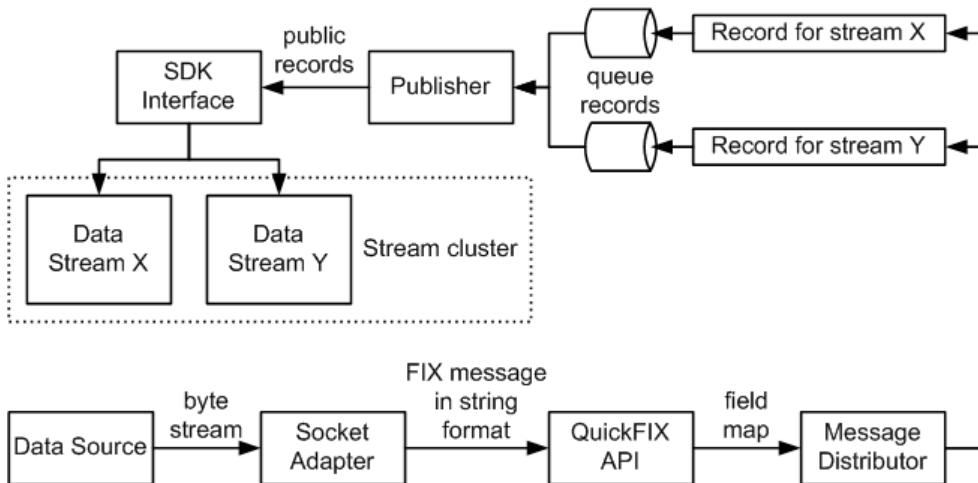 public
records
SDK
Interface
Publisher
queue
records
Record for stream X
Record for stream Y
Data
Stream X
Data
Stream Y
Stream cluster
Data Source
byte
stream
Socket
Adapter
FIX message
in string
format
QuickFIX
API
field
map
Message
Distributor